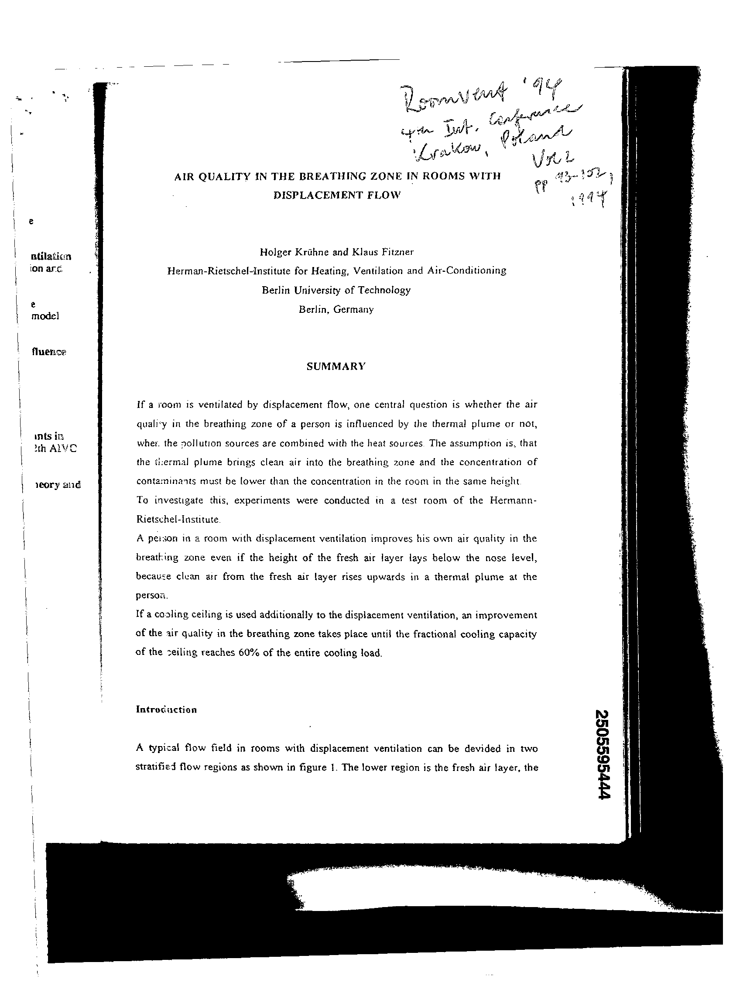 Roomvent '94
4th Int. Conference
Krakow, Poland
Vol 2
pp 93-102,
1994
AIR QUALITY IN THE BREATHING ZONE IN ROOMS WITH
DISPLACEMENT FLOW
Holger Krühne and Klaus Fitzner
Herman-Rietschel-Institute for Heating, Ventilation and Air-Conditioning
Berlin University of Technology
Berlin, Germany
SUMMARY
If a room is ventilated by displacement flow, one central question is whether the air
quality in the breathing zone of a person is influenced by the thermal plume or not,
when the pollution sources are combined with the heat sources. The assumption is, that
the thermal plume brings clean air into the breathing zone and the concentration of
contaminants must be lower than the concentration in the room in the same height.
To investigate this, experiments were conducted in a test room of the Hermann-
Rietschel-Institute.
A person in a room with displacement ventilation improves his own air quality in the
breathing zone even if the height of the fresh air layer lays below the nose level,
because clean air from the fresh air layer rises upwards in a thermal plume at the
person.
If a cooling ceiling is used additionally to the displacement ventilation, an improvement
of the air quality in the breathing zone takes place until the fractional cooling capacity
of the ceiling reaches 60% of the entire cooling load.
Introduction
A typical flow field in rooms with displacement ventilation can be devided in two
stratified flow regions as shown in figure 1. The lower region is the fresh air layer, the
e
ntilation
ion and
e
model
fluence
ints in
th AIVC
neory and
2505595444